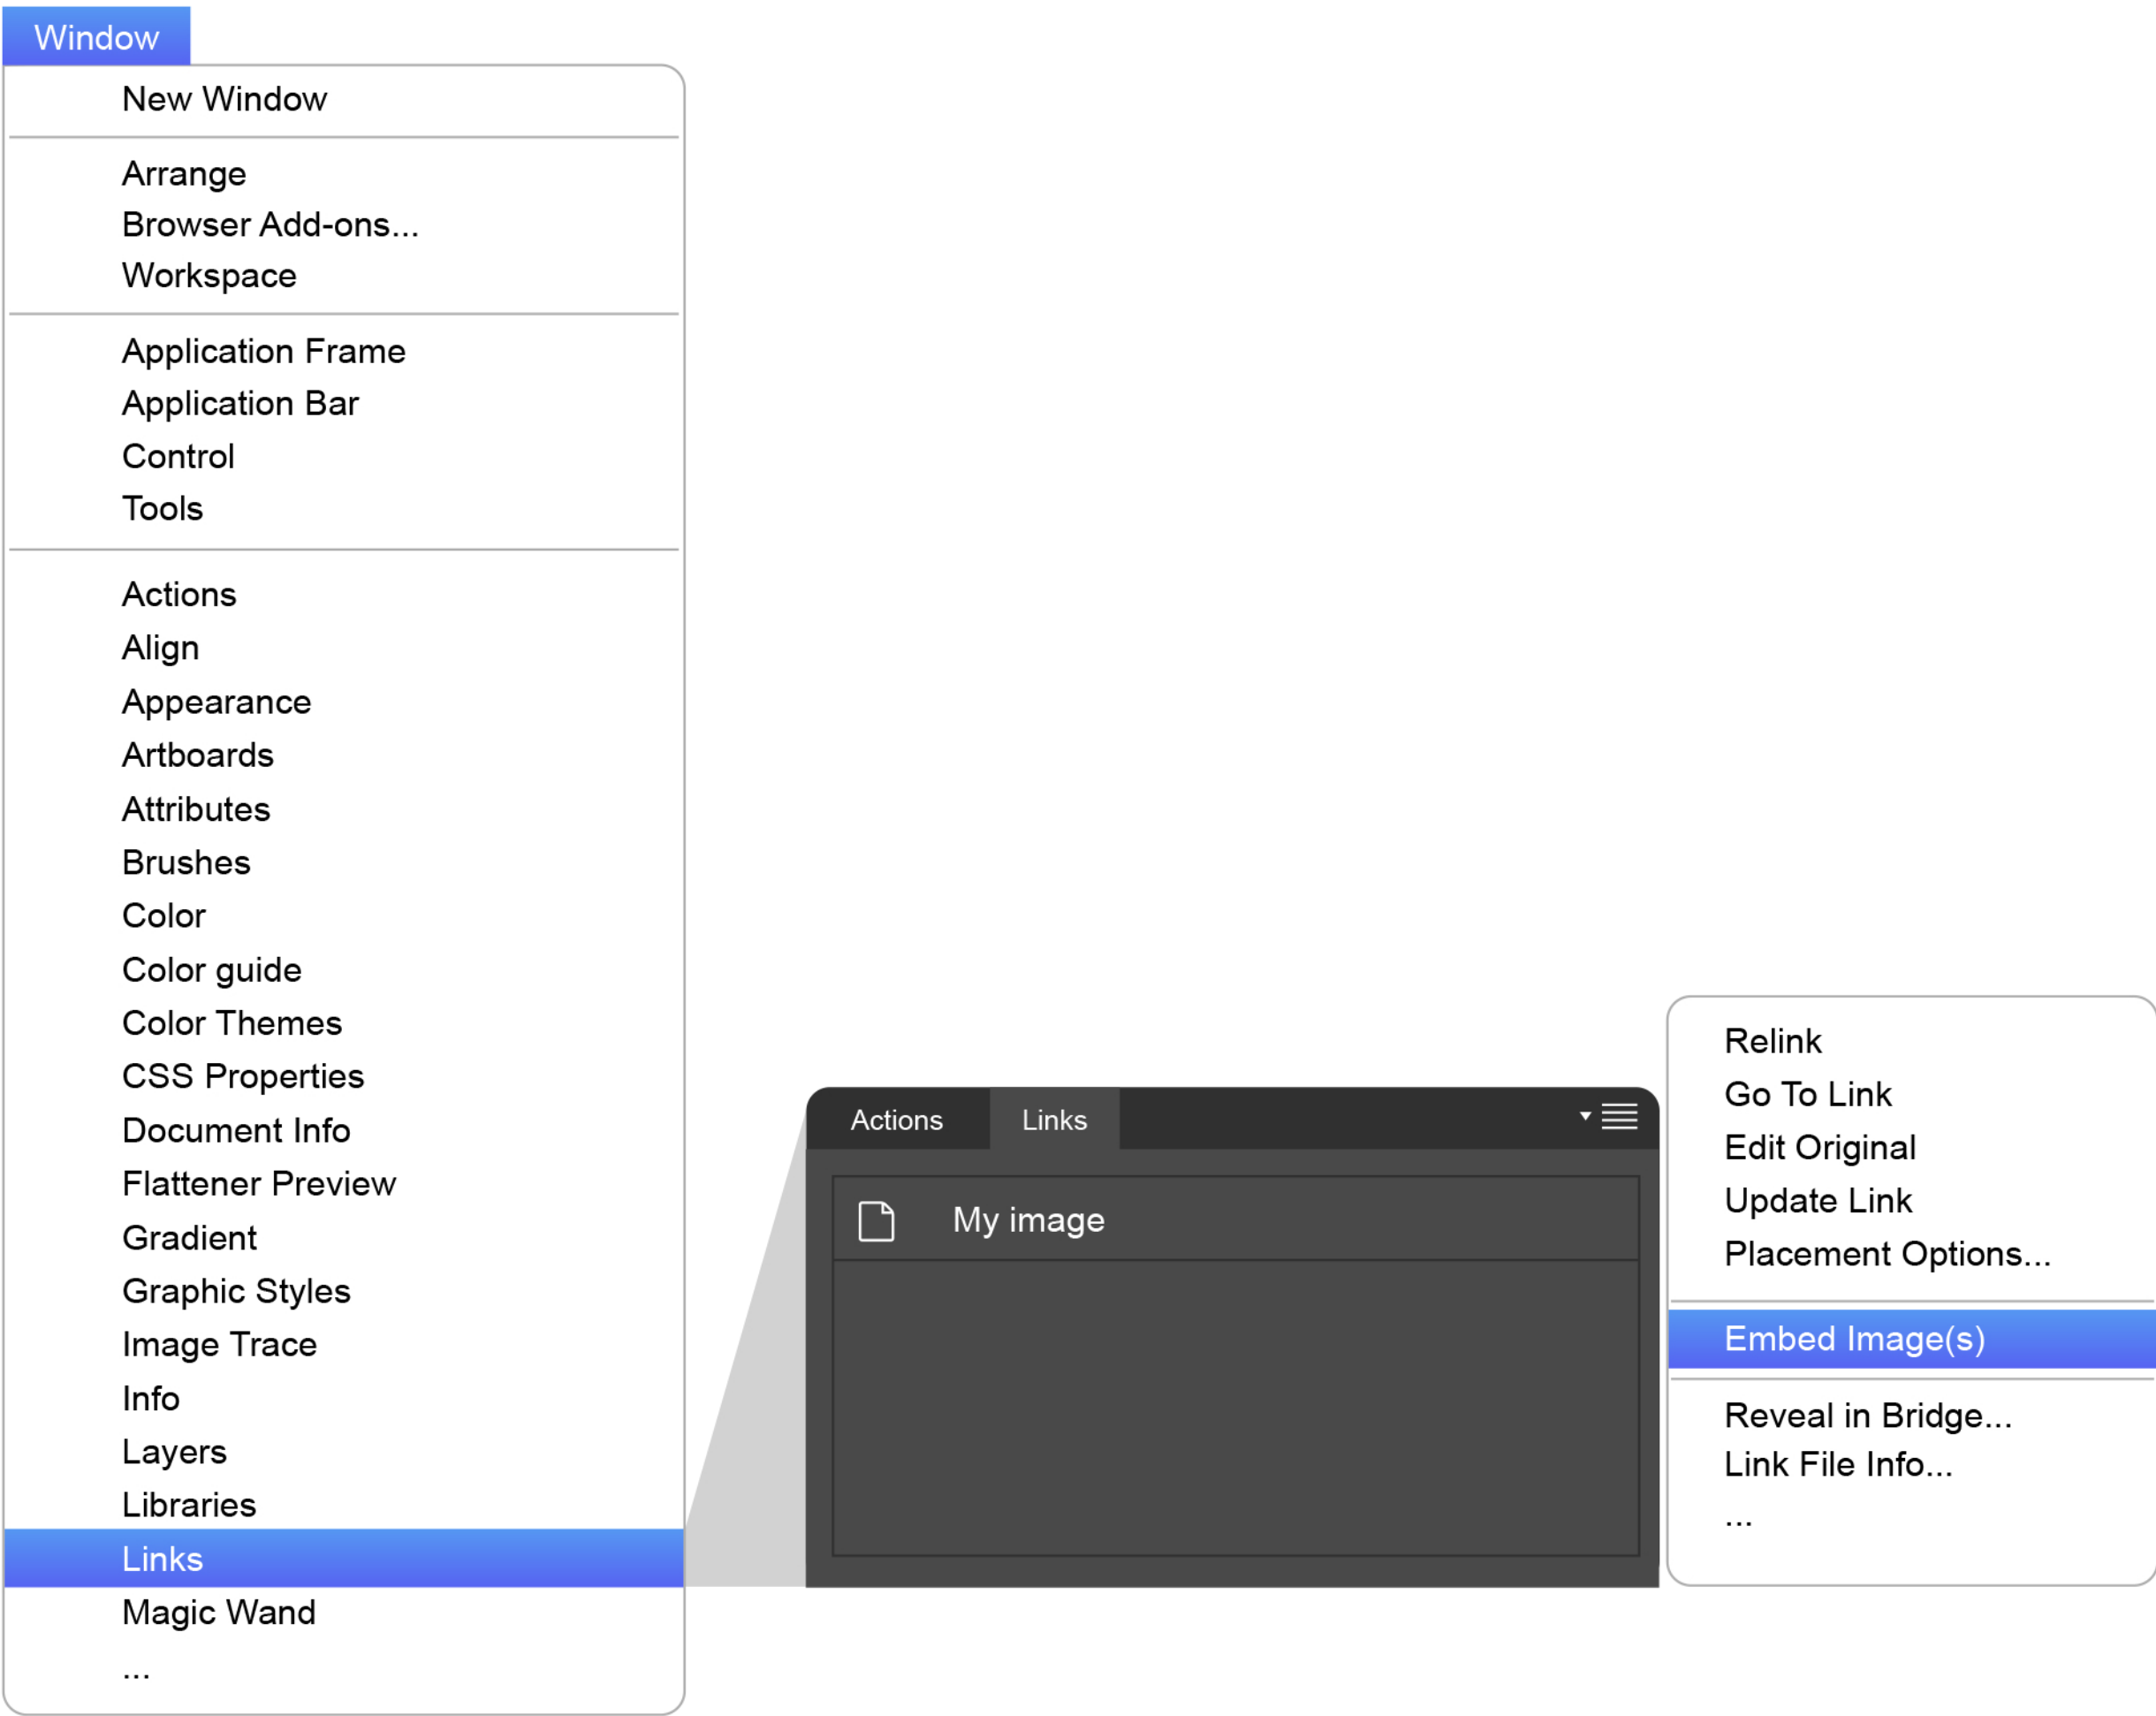 Window
New Window
Arrange
Browser Add-ons...
Workspace
Application Frame
Application Bar
Control
Tools
Actions
Align
Appearance
Artboards
Attributes
Brushes
Color
Color guide
Color Themes
CSS Properties
Document Info
Flattener Preview
Gradient
Graphic Styles
Image Trace
Info
Layers
Libraries
Links
Magic Wand
...
Actions
Links
My image
Relink
Go To Link
Edit Original
Update Link
Placement Options...
Embed Image(s)
Reveal in Bridge...
Link File Info...
...